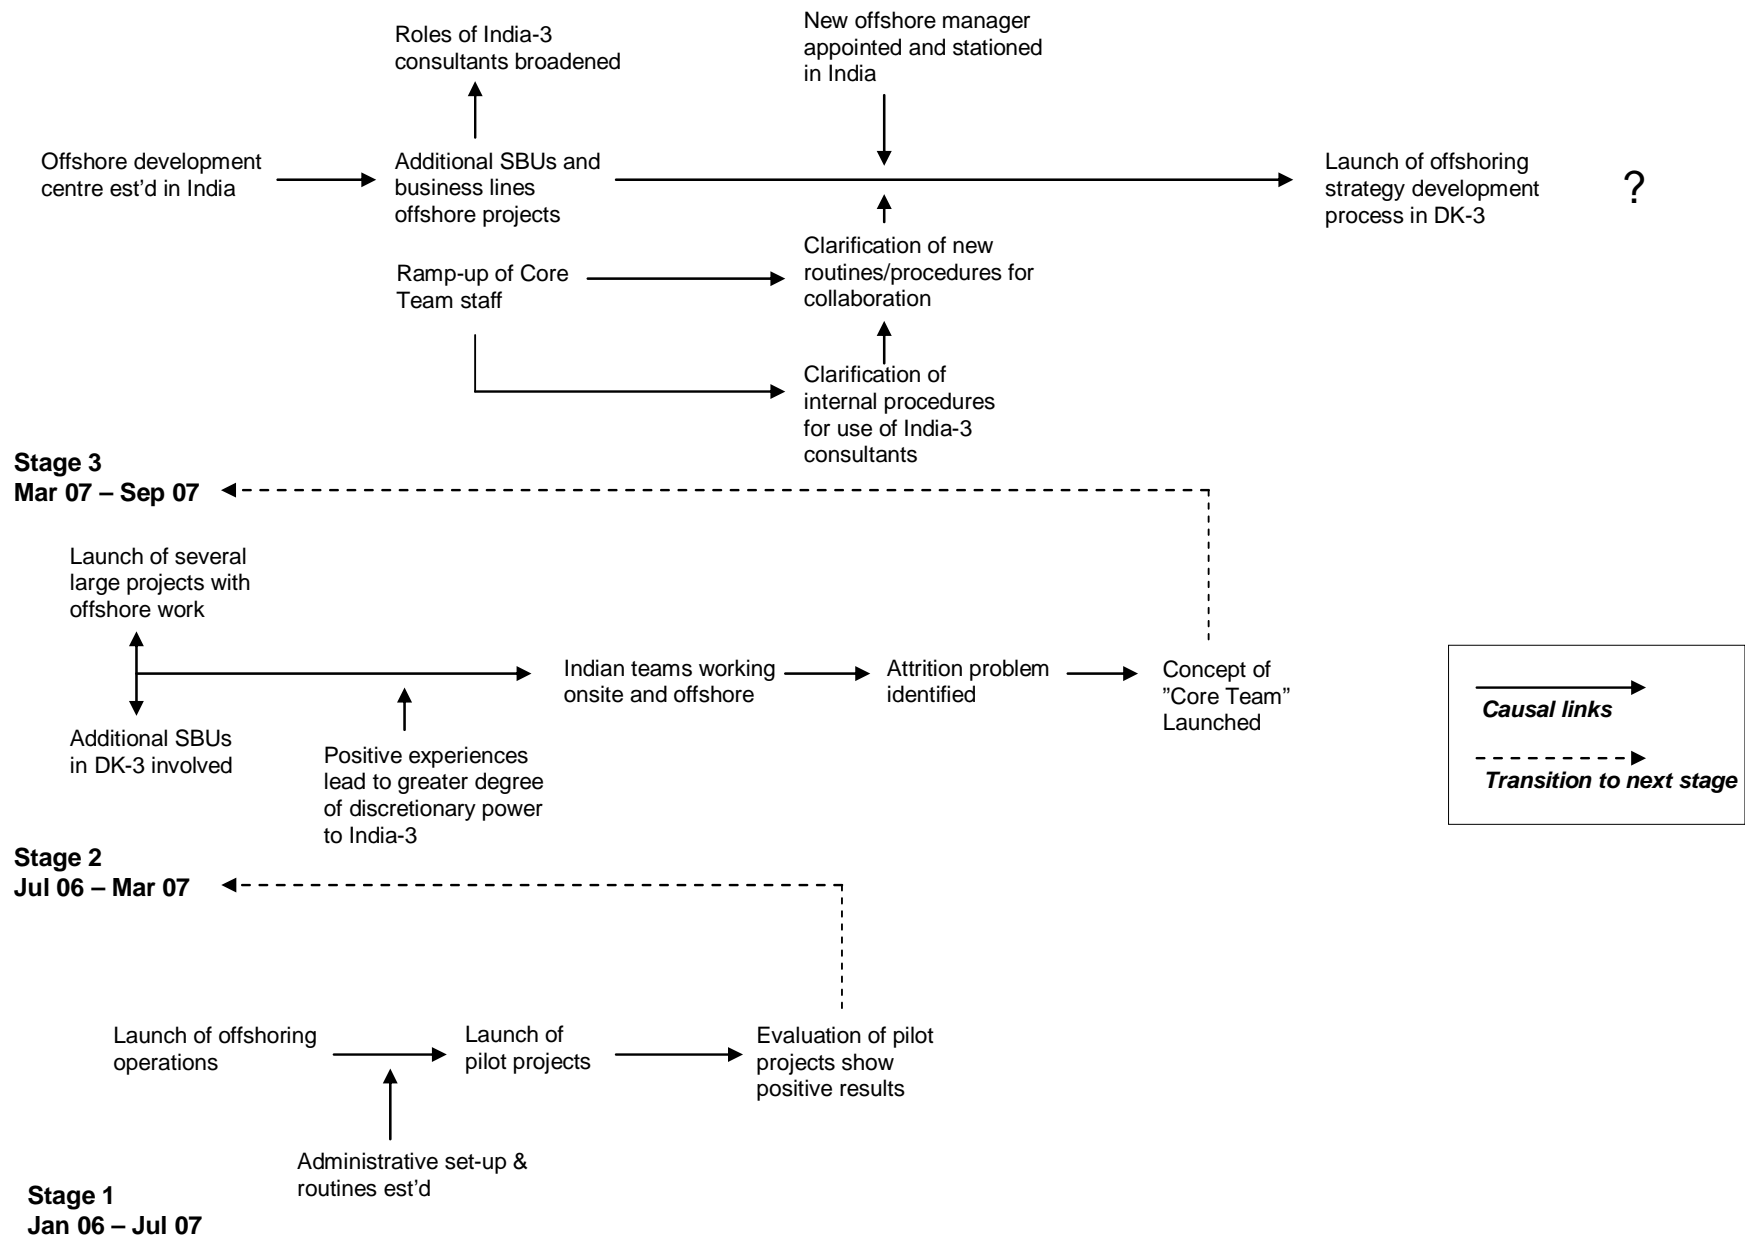 Roles of India-3
consultants broadened
New offshore manager
appointed and stationed
in India
Offshore development
centre est’d in India
Additional SBUs and
business lines
offshore projects
Launch of offshoring
strategy development
process in DK-3
?
Ramp-up of Core
Team staff
Clarification of new
routines/procedures for
collaboration
Clarification of
internal procedures
for use of India-3
consultants
Stage 3
Mar 07 – Sep 07
Launch of several
large projects with
offshore work
Additional SBUs
in DK-3 involved
Positive experiences
lead to greater degree
of discretionary power
to India-3
Indian teams working
onsite and offshore
Attrition problem
identified
Concept of
”Core Team”
Launched
Causal links
Transition to next stage
Stage 2
Jul 06 – Mar 07
Launch of offshoring
operations
Launch of
pilot projects
Evaluation of pilot
projects show
positive results
Administrative set-up &
routines est’d
Stage 1
Jan 06 – Jul 07